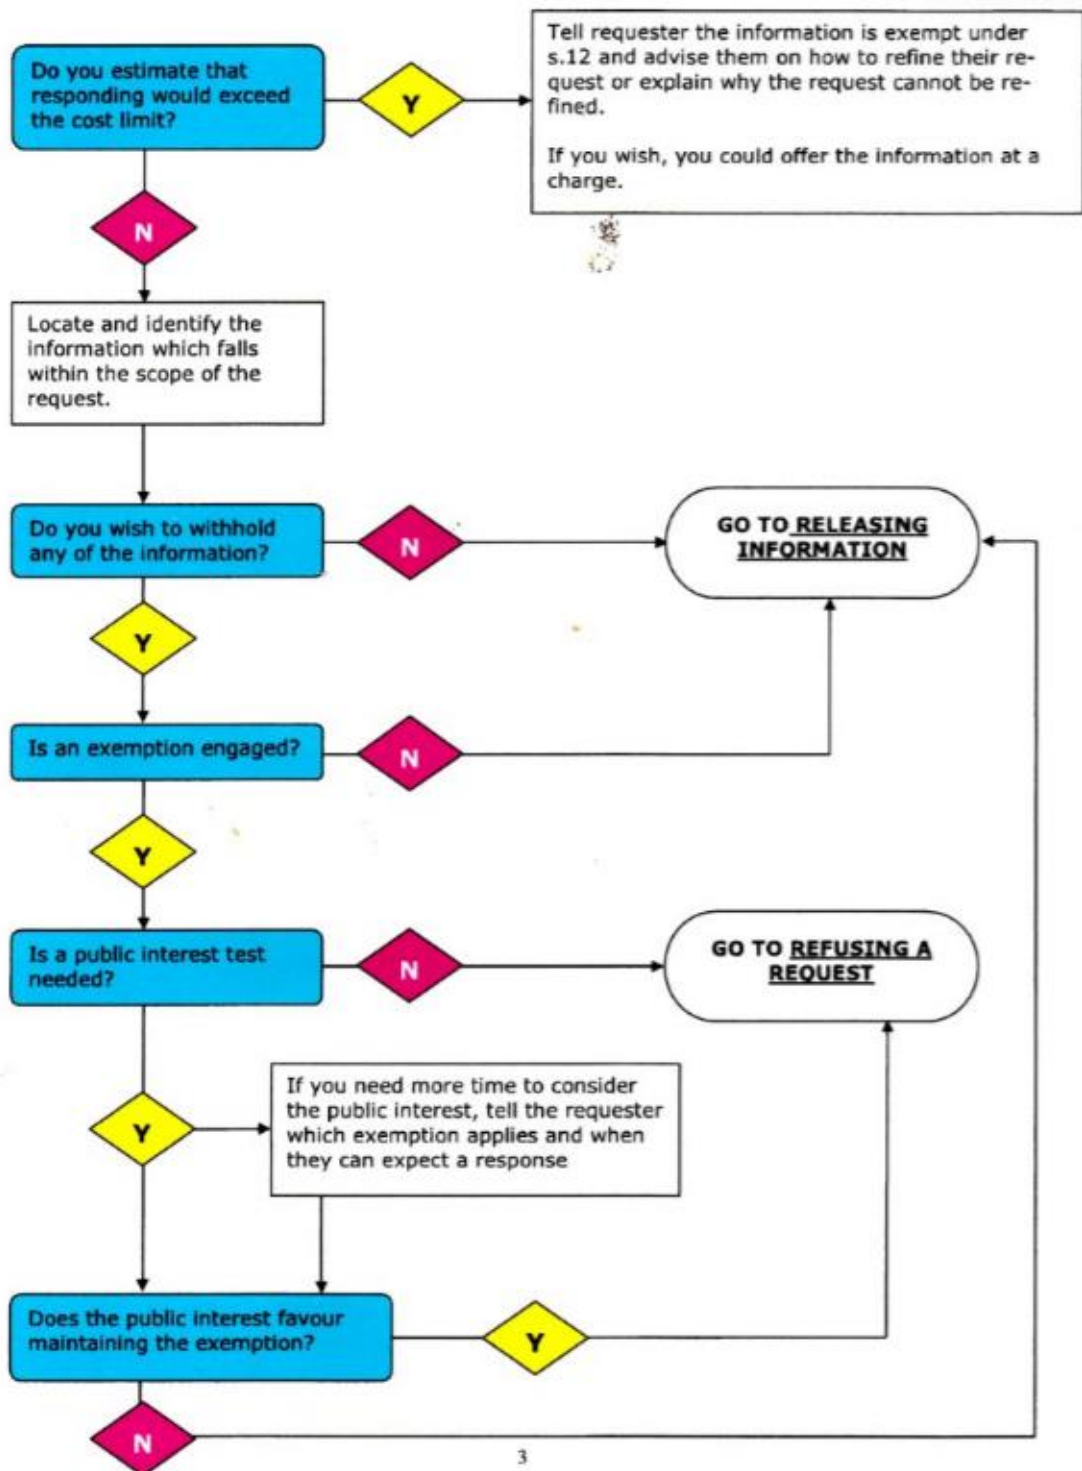 Do you estimate that
responding would exceed
the cost limit?
Y
Tell requester the information is exempt under
s.12 and advise them on how to refine their re-
quest or explain why the request cannot be re-
fined.
If you wish, you could offer the information at a
charge.
N
Locate and identify the
information which falls
within the scope of the
request.
Do you wish to withhold
any of the information?
N
GO TO RELEASING
INFORMATION
Y
Is an exemption engaged?
N
Y
Is a public interest test
needed?
N
GO TO REFUSING A
REQUEST
Y
If you need more time to consider
the public interest, tell the requester
which exemption applies and when
they can expect a response
Does the public interest favour
maintaining the exemption?
Y
N
3